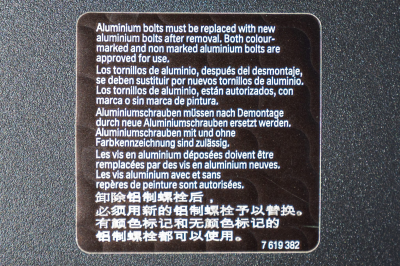 Aluminium bolts must be replaced with new
aluminium bolts after removal. Both colour-
marked and non marked aluminium bolts are
approved for use.
Los tornillos de aluminio, después del desmontaje,
se deben sustituir por nuevos tornillos de aluminio.
Los tornillos de aluminio, están autorizados, con
marca o sin marca de pintura.
Aluminiumschrauben müssen nach Demontage
durch neue Aluminiumschrauben ersetzt werden.
Aluminiumschrauben mit und ohne
Farbkennzeichnung sind zulässig.
Les vis en aluminium déposées doivent être
remplacées par des vis en aluminium neuves.
Les vis aluminium avec et sans
repères de peinture sont autorisées.
卸除铝制螺栓后，
必须用新的铝制螺栓予以替换。
有颜色标记和无颜色标记的
铝制螺栓都可以使用。
7 619 382